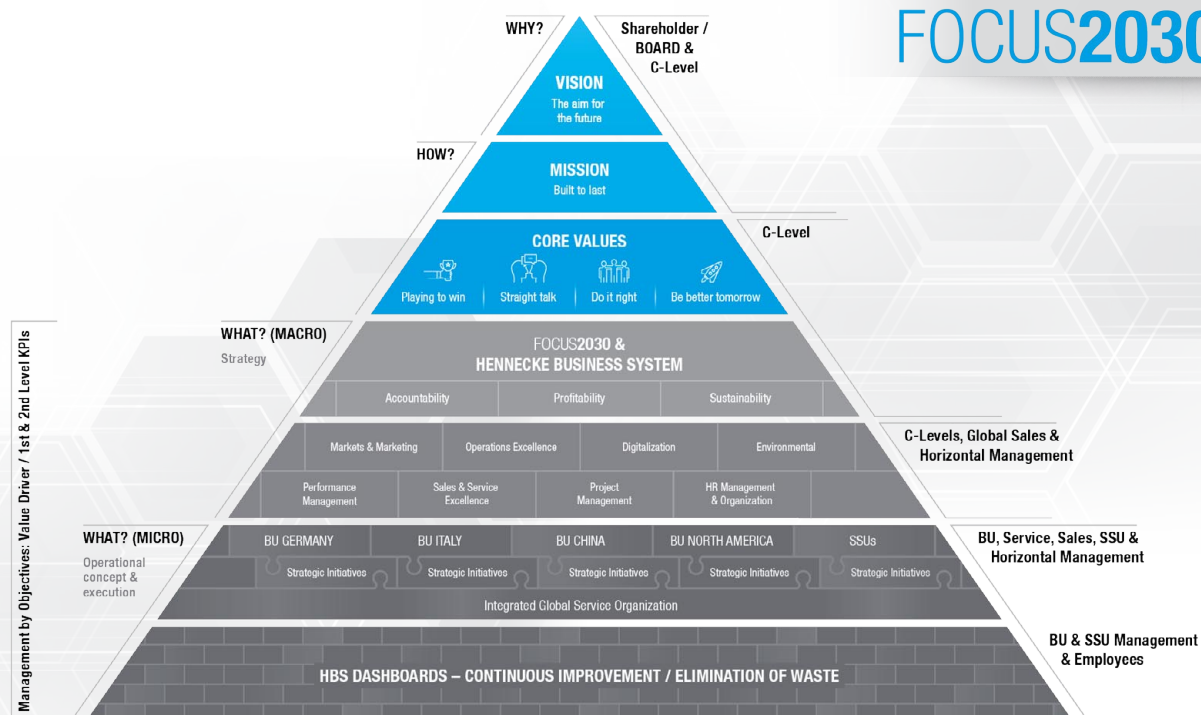 FOCUS2030
WHY?
Shareholder /
BOARD &
C-Level
VISION
The aim for
the future
HOW?
MISSION
Built to last
C-Level
CORE VALUES
Playing to win
Straight talk
Do it right
Be better tomorrow
WHAT? (MACRO)
Strategy
FOCUS2030 &
HENNECKE BUSINESS SYSTEM
Accountability
Profitability
Sustainability
C-Levels, Global Sales &
Horizontal Management
Markets & Marketing
Operations Excellence
Digitalization
Environmental
Performance
Management
Sales & Service
Excellence
Project
Management
HR Management
& Organization
WHAT? (MICRO)
Operational
concept &
execution
BU GERMANY
BU ITALY
BU CHINA
BU NORTH AMERICA
SSUs
BU, Service, Sales, SSU &
Horizontal Management
Strategic Initiatives
Strategic Initiatives
Strategic Initiatives
Strategic Initiatives
Strategic Initiatives
Integrated Global Service Organization
BU & SSU Management
& Employees
HBS DASHBOARDS – CONTINUOUS IMPROVEMENT / ELIMINATION OF WASTE
Management by Objectives: Value Driver / 1st & 2nd Level KPIs